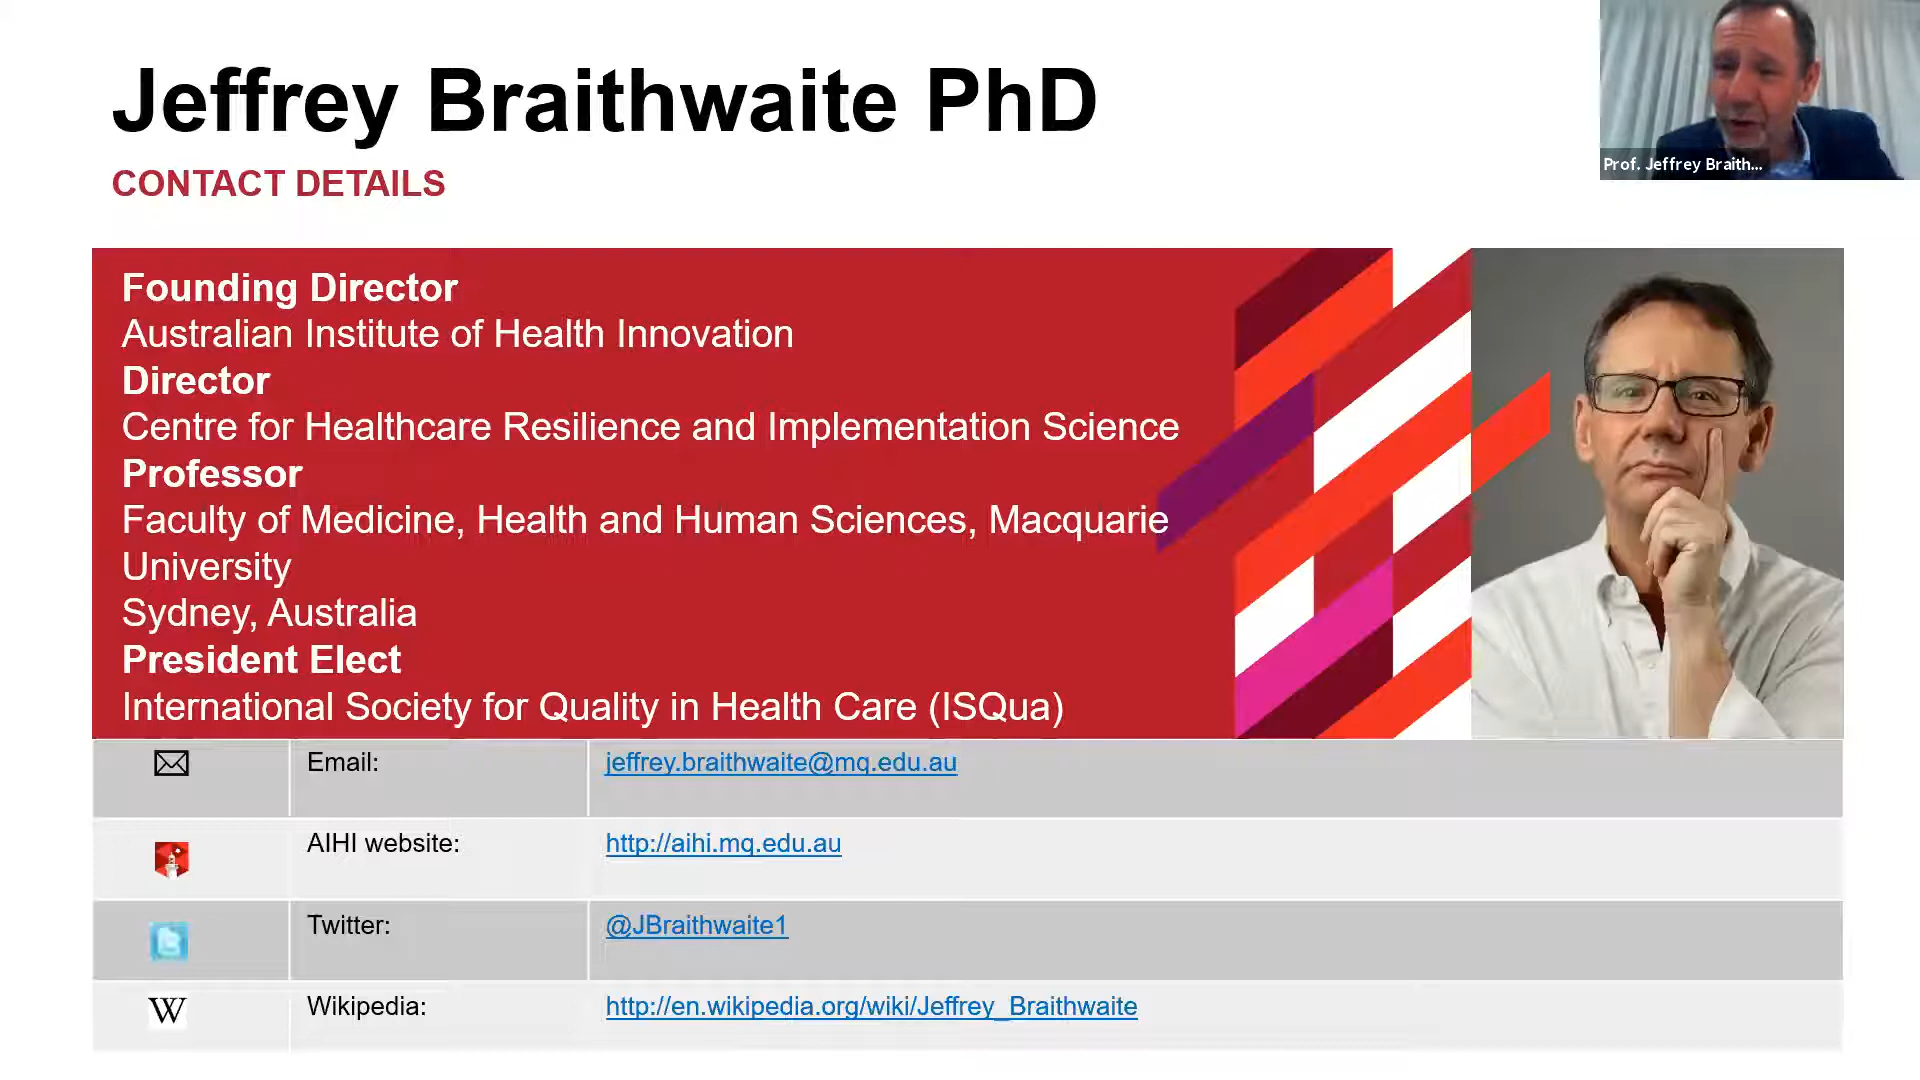 Jeffrey Braithwaite PhD
CONTACT DETAILS
Prof. Jeffrey Braith...
Founding Director
Australian Institute of Health Innovation
Director
Centre for Healthcare Resilience and Implementation Science
Professor
Faculty of Medicine, Health and Human Sciences, Macquarie
University
Sydney, Australia
President Elect
International Society for Quality in Health Care (ISQua)
Email: jeffrey.braithwaite@mq.edu.au
AIHI website: http://aihi.mq.edu.au
Twitter: @JBraithwaite1
W Wikipedia: http://en.wikipedia.org/wiki/Jeffrey_Braithwaite